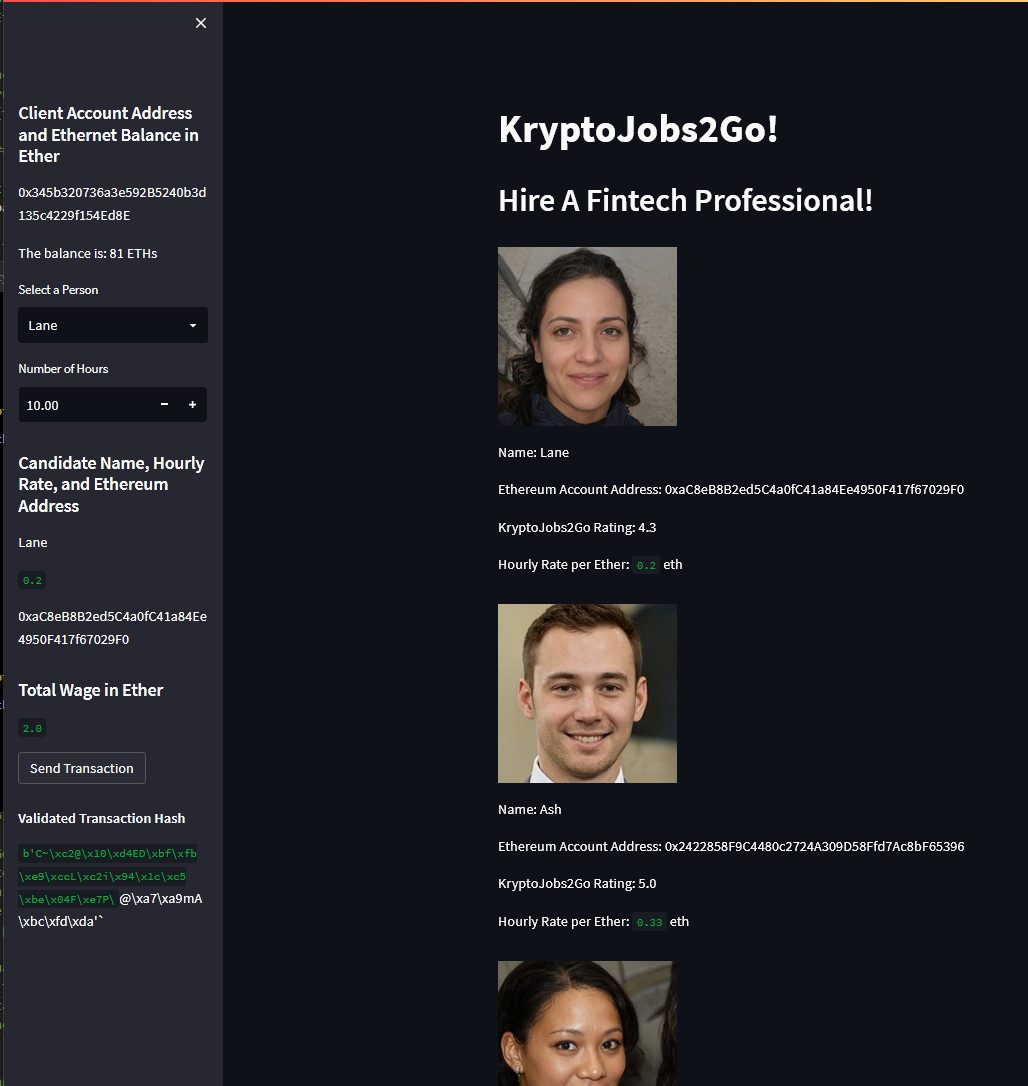 Client Account Address
and Ethernet Balance in
Ether
0x345b320736a3e592B5240b3d
135c4229f154Ed8E
The balance is: 81 ETHs
Select a Person
Lane
Number of Hours
10.00
Candidate Name, Hourly
Rate, and Ethereum
Address
Lane
0.2
0xaC8eB8B2ed5C4a0fC41a84Ee
4950F417f67029F0
Total Wage in Ether
2.0
Send Transaction
Validated Transaction Hash
b'C~\xc2@\x10\xd4ED\xbf\xfb
\xe9\xccL\xc2i\x94\x1c\xc5
\xbe\x04F\xe7P\ @\xa7\xa9mA
\xbc\xfd\xda'`
KryptoJobs2Go!
Hire A Fintech Professional!
Name: Lane
Ethereum Account Address: 0xaC8eB8B2ed5C4a0fC41a84Ee4950F417f67029F0
KryptoJobs2Go Rating: 4.3
Hourly Rate per Ether: 0.2 eth
Name: Ash
Ethereum Account Address: 0x2422858F9C4480c2724A309D58Ffd7Ac8bF65396
KryptoJobs2Go Rating: 5.0
Hourly Rate per Ether: 0.33 eth